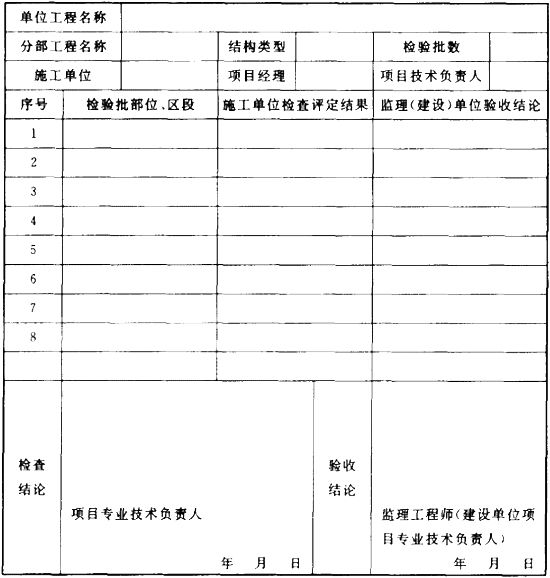 单位工程名称
分部工程名称 结构类型 检验批数
施工单位 项目经理 项目技术负责人
序号 检验批部位、区段 施工单位检查评定结果 监理(建设)单位验收结论
1
2
3
4
5
6
7
8
检查
结论
项目专业技术负责人
年 月 日
验收
结论
监理工程师(建设单位项
目专业技术负责人)
年 月 日